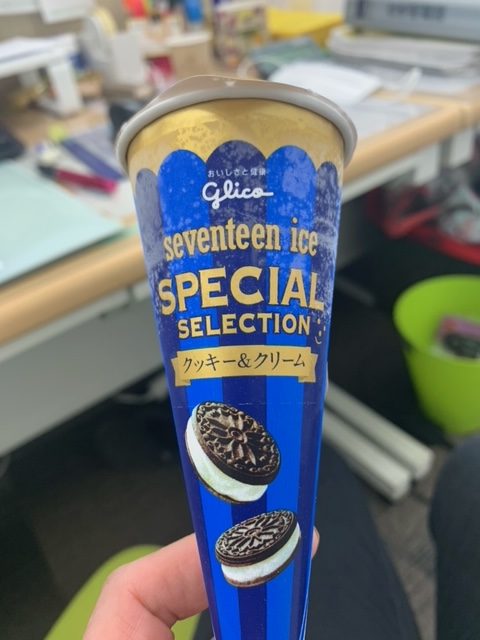 おいしさと健康
Glico
seventeen ice
SPECIAL
SELECTION
クッキー&クリーム